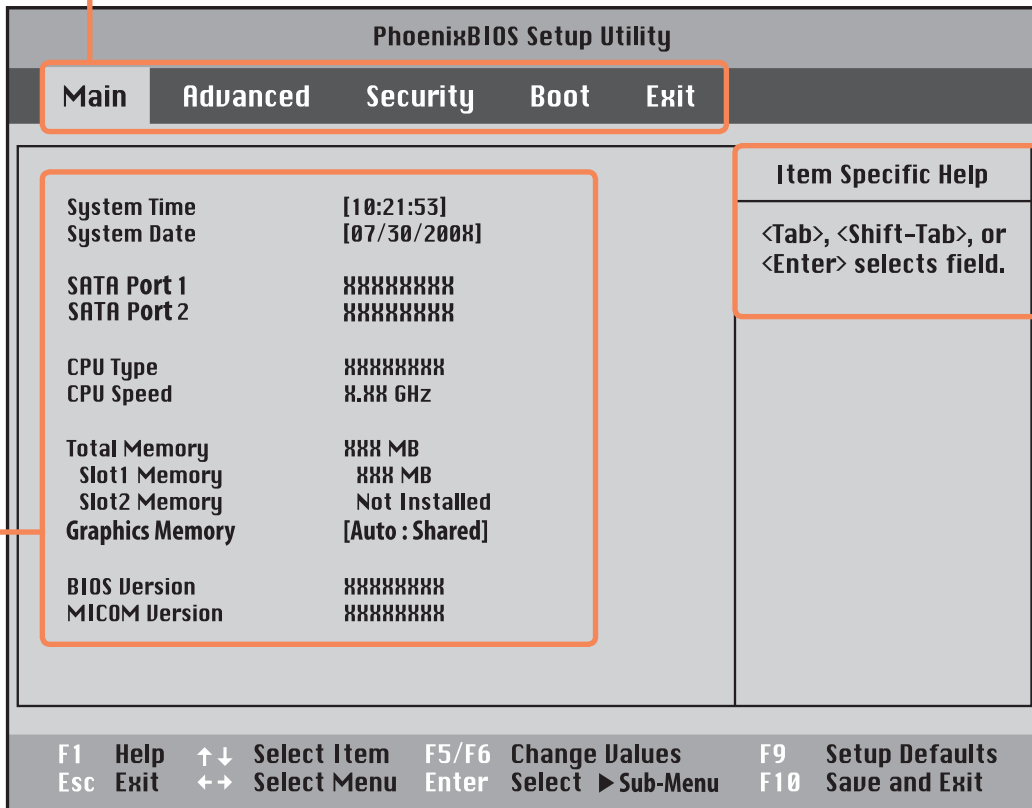 PhoenixBIOS Setup Utility
Main Advanced Security Boot Exit
System Time [10:21:53]
System Date [07/30/200X]
SATA Port 1 XXXXXXXX
SATA Port 2 XXXXXXXX
CPU Type XXXXXXXX
CPU Speed X.XX GHz
Total Memory XXX MB
Slot1 Memory XXX MB
Slot2 Memory Not Installed
Graphics Memory [Auto : Shared]
BIOS Version XXXXXXXX
MICOM Version XXXXXXXX
Item Specific Help
<Tab>, <Shift-Tab>, or
<Enter> selects field.
F1 Help ↑↓ Select Item F5/F6 Change Values F9 Setup Defaults
Esc Exit ←→ Select Menu Enter Select ▶ Sub-Menu F10 Save and Exit